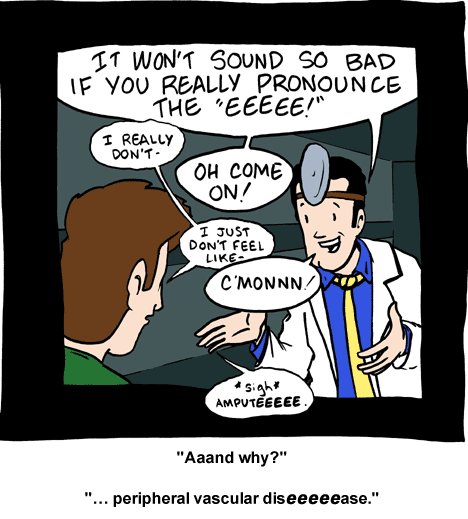 IT WON'T SOUND SO BAD
IF YOU REALLY PRONOUNCE
THE "EEEEE!"
I REALLY
DON'T-
OH COME
ON!
I JUST
DON'T FEEL
LIKE-
C'MONNN!
*sigh*
AMPUTEEEEE.
"Aaand why?"
"... peripheral vascular diseeeeease."